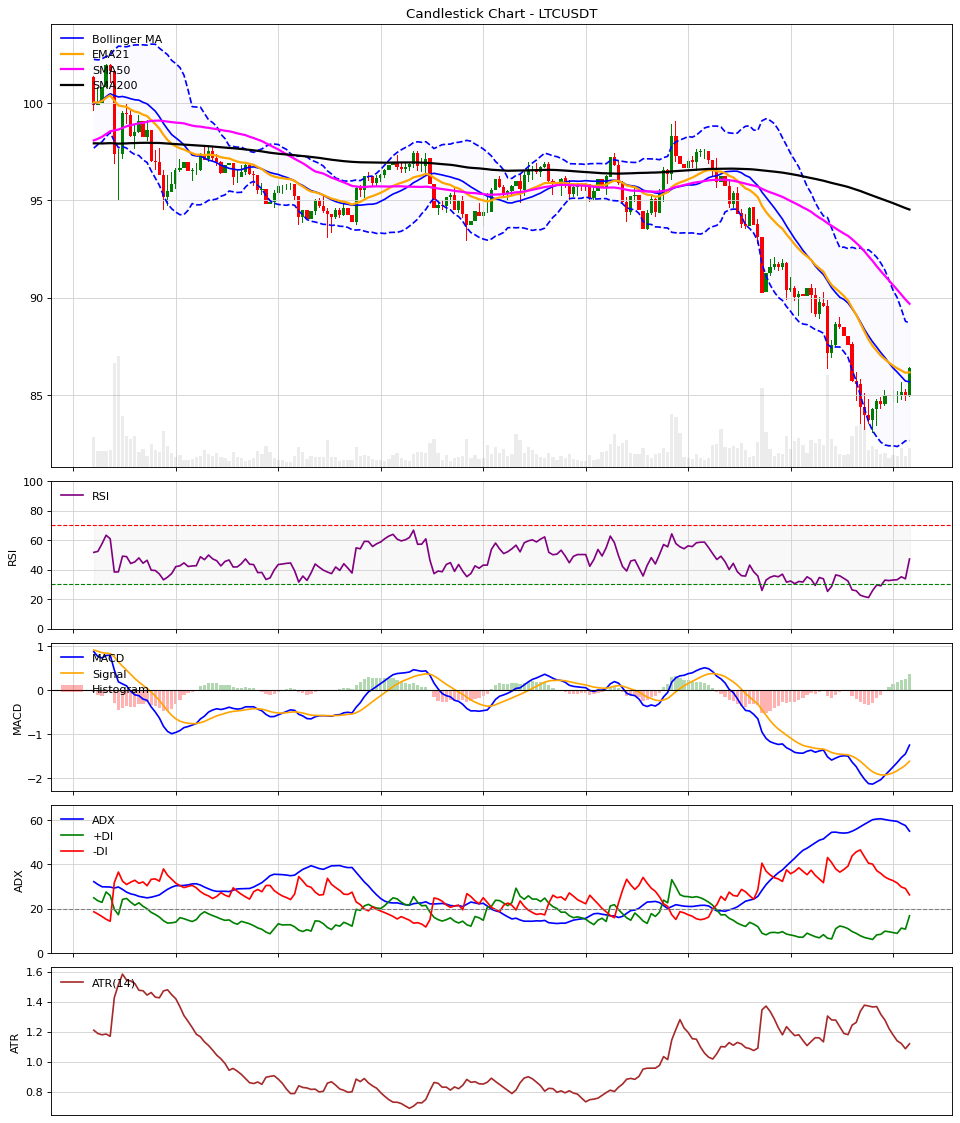 Candlestick Chart - LTCUSDT
Bollinger MA
EMA21
SMA50
SMA200
100
95
90
85
RSI
100
80
60
40
20
0
RSI
MACD
Signal
Histogram
1
0
−1
−2
MACD
ADX
+DI
-DI
60
40
20
0
ADX
ATR(14)
1.6
1.4
1.2
1.0
0.8
ATR